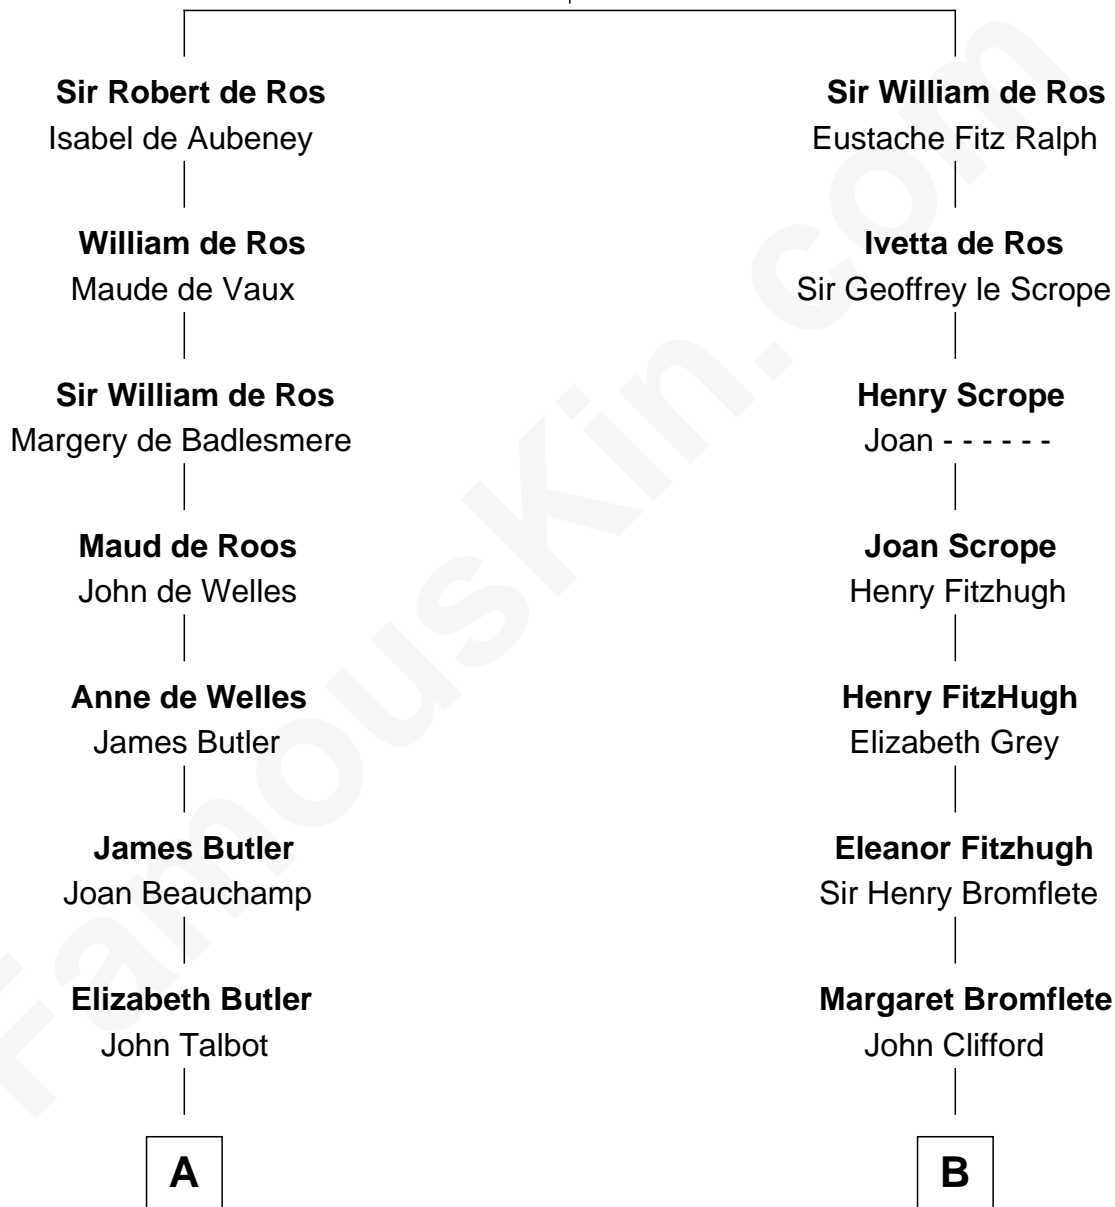 Sir Robert de Ros
Isabel de Aubeney
William de Ros
Maude de Vaux
Sir William de Ros
Margery de Badlesmere
Maud de Roos
John de Welles
Anne de Welles
James Butler
James Butler
Joan Beauchamp
Elizabeth Butler
John Talbot
A
Sir William de Ros
Eustache Fitz Ralph
Ivetta de Ros
Sir Geoffrey le Scrope
Henry Scrope
Joan - - - - - -
Joan Scrope
Henry Fitzhugh
Henry FitzHugh
Elizabeth Grey
Eleanor Fitzhugh
Sir Henry Bromflete
Margaret Bromflete
John Clifford
B
FamousKin.com